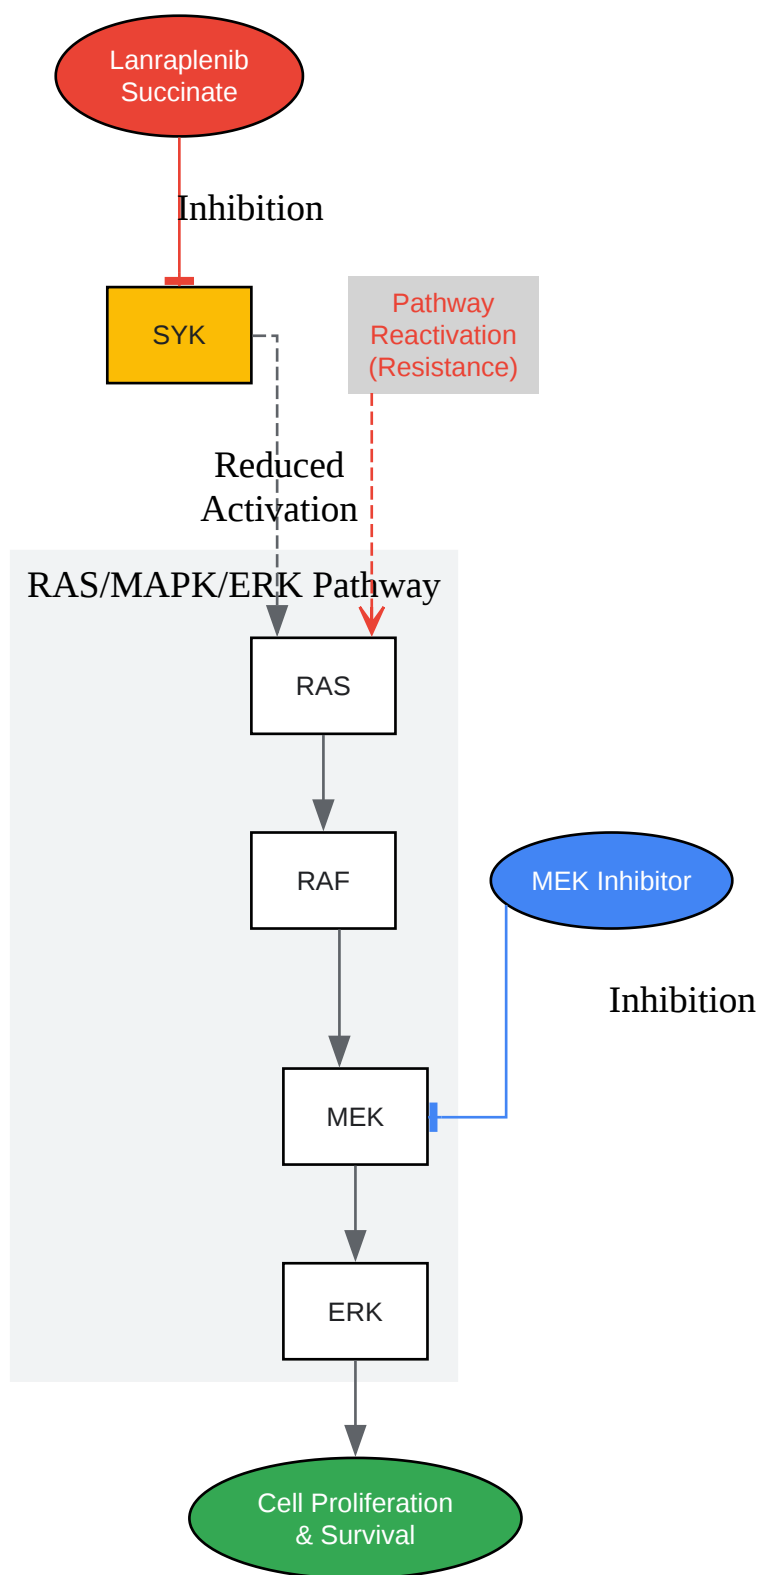 Lanraplenib
Succinate
Inhibition
SYK
Pathway
Reactivation
(Resistance)
Reduced
Activation
RAS/MAPK/ERK Pathway
RAS
RAF
MEK Inhibitor
Inhibition
MEK
ERK
Cell Proliferation
& Survival